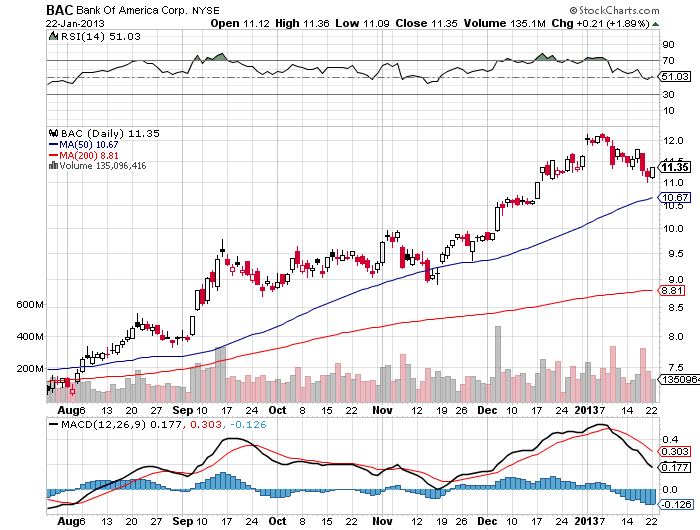 BAC Bank Of America Corp. NYSE © StockCharts.com
22-Jan-2013 Open 11.12 High 11.36 Low 11.09 Close 11.35 Volume 135.1M Chg +0.21 (+1.89%)
RSI(14) 51.03
90
70
51.03
30
10
BAC (Daily) 11.35
MA(50) 10.67
MA(200) 8.81
Volume 135,096,416
12.0
11.5
11.35
11.0
10.67
10.0
9.5
9.0
8.81
8.5
8.0
7.5
600M
400M
200M
1350964
Aug 6 13 20 27 Sep 10 17 24 Oct 8 15 22 Nov 12 19 26 Dec 10 17 24 2013 7 14 22
MACD(12,26,9) 0.177, 0.303, -0.126
0.4
0.303
0.177
0.0
-0.126
Aug 6 13 20 27 Sep 10 17 24 Oct 8 15 22 Nov 12 19 26 Dec 10 17 24 2013 7 14 22